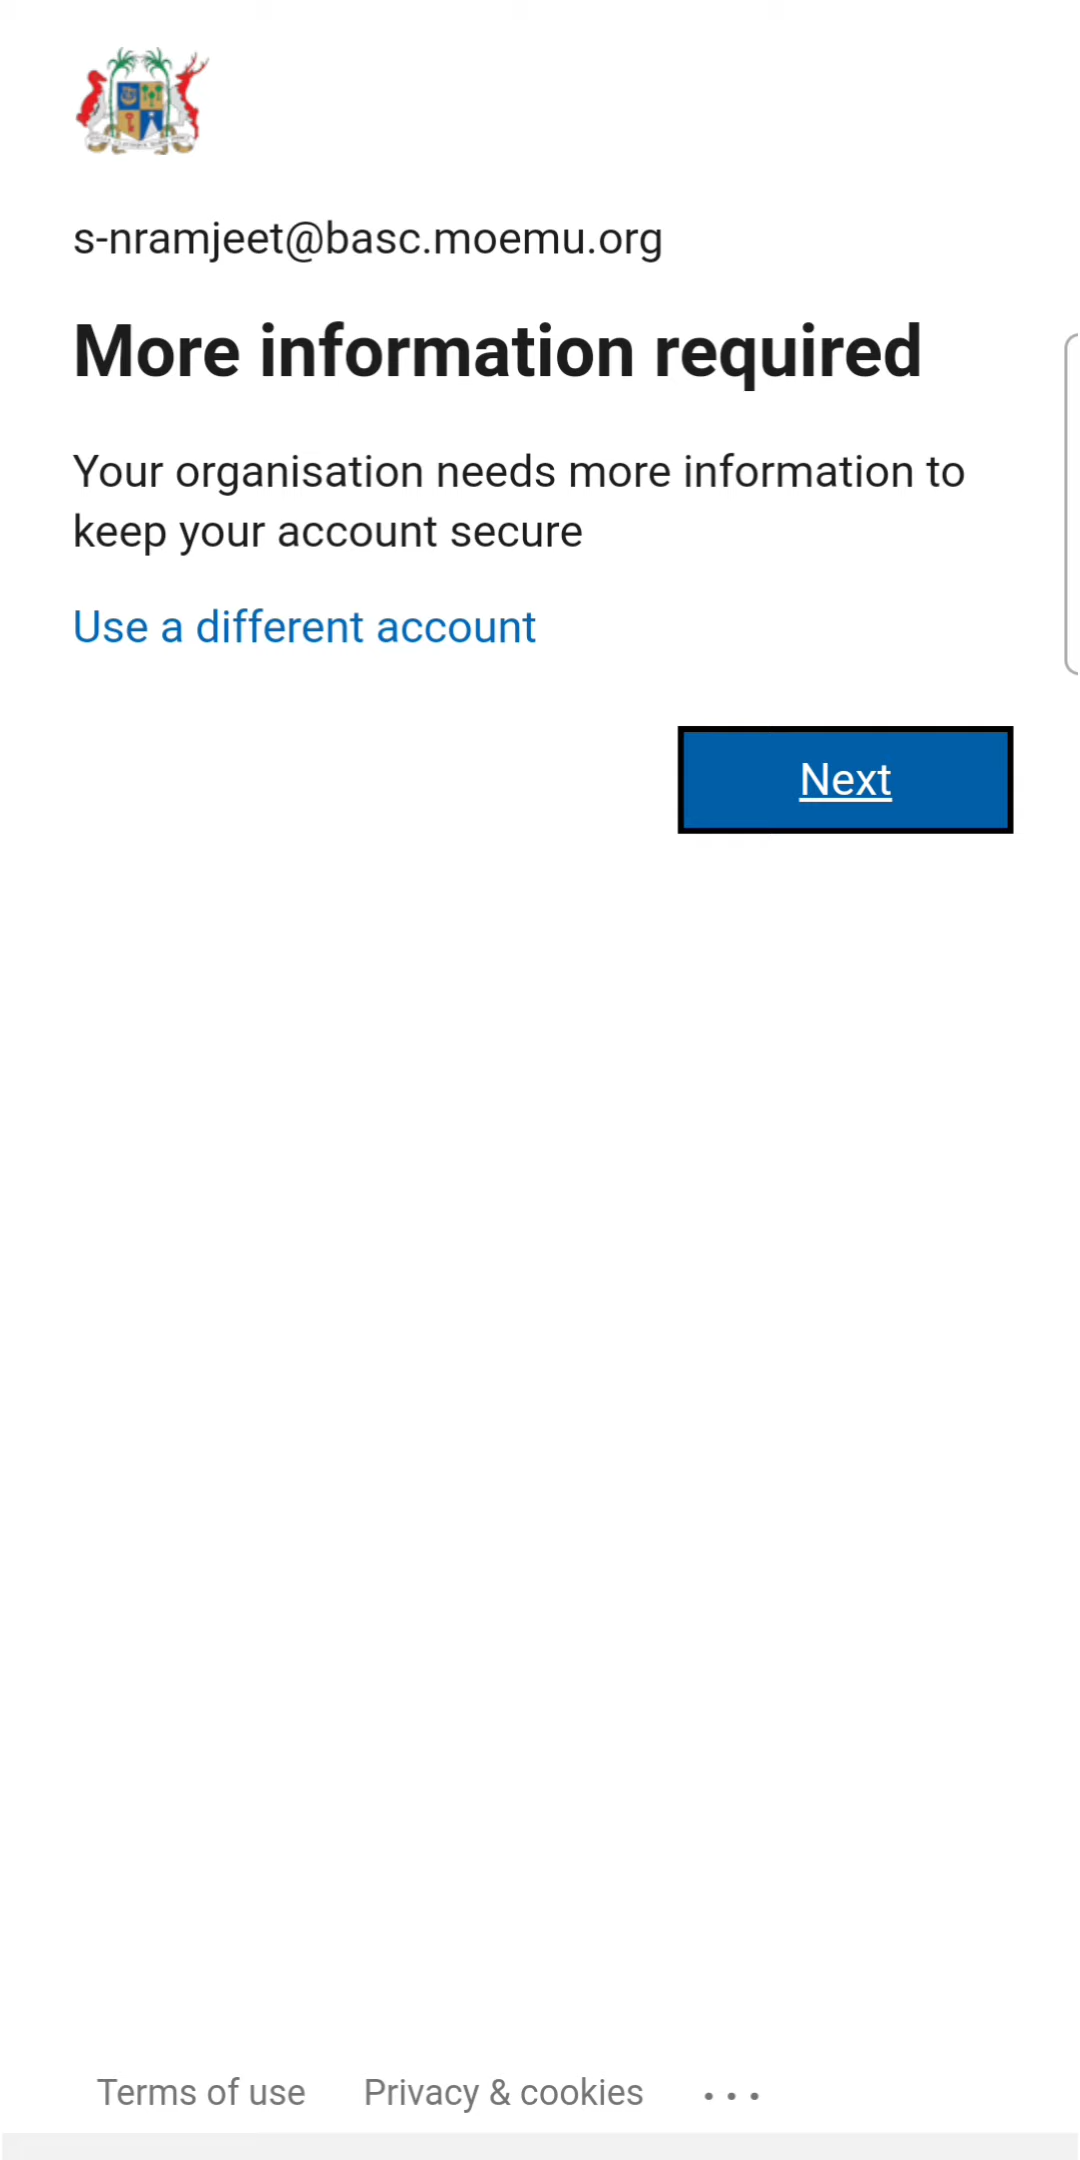 s-nramjeet@basc.moemu.org
More information required
Your organisation needs more information to
keep your account secure
Use a different account
Next
Terms of use Privacy & cookies ...